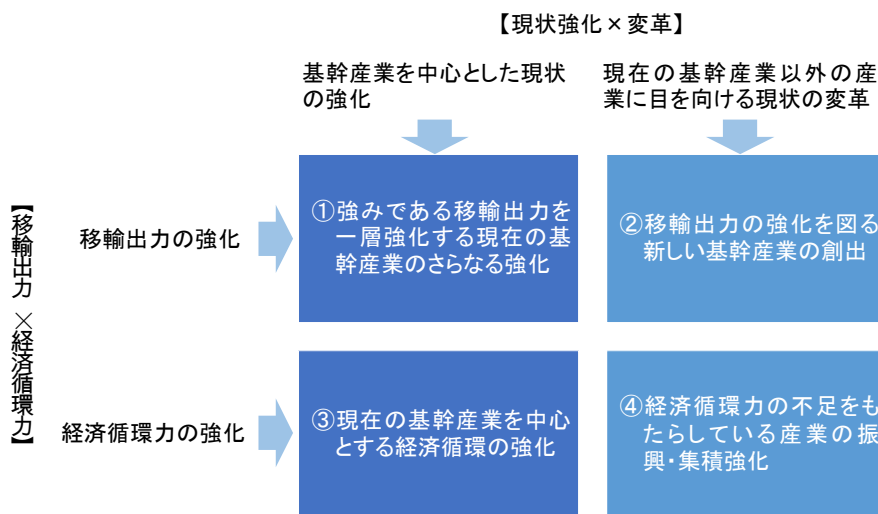 【現状強化×変革】
基幹産業を中心とした現状
の強化
現在の基幹産業以外の産
業に目を向ける現状の変革
【移輸出力×経済循環力】
移輸出力の強化
①強みである移輸出力を
一層強化する現在の基
幹産業のさらなる強化
②移輸出力の強化を図る
新しい基幹産業の創出
経済循環力の強化
③現在の基幹産業を中心
とする経済循環の強化
④経済循環力の不足をも
たらしている産業の振
興・集積強化